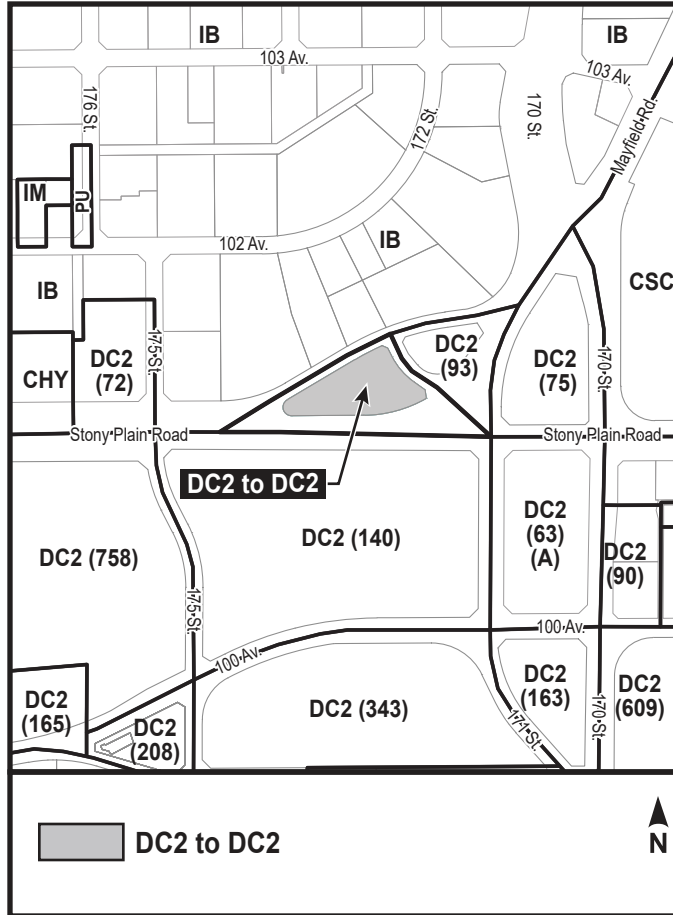 IB
IB
103 Av.
103 Av.
176 St.
172 St.
170 St.
Mayfield Rd.
IM
PU
102 Av.
IB
IB
CSC
CHY
DC2
(72)
175 St.
DC2
(93)
DC2
(75)
170 St.
Stony Plain Road
Stony Plain Road
DC2 to DC2
DC2 (758)
DC2 (140)
DC2
(63)
(A)
DC2
(90)
175 St.
100 Av.
100 Av.
DC2
(165)
DC2
(208)
DC2 (343)
171 St.
DC2
(163)
170 St.
DC2
(609)
DC2 to DC2
N